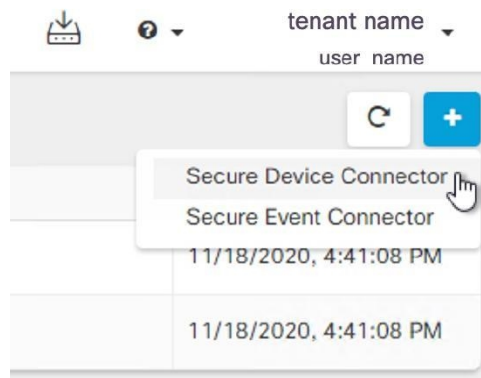 tenant name
user name
Secure Device Connector
Secure Event Connector
11/18/2020, 4:41:08 PM
11/18/2020, 4:41:08 PM